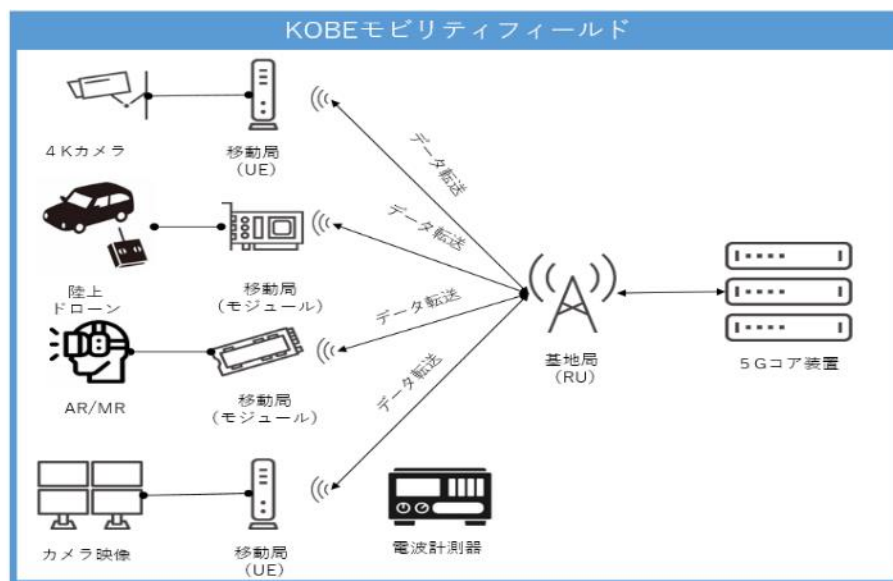 KOBEモビリティフィールド
４Kカメラ
移動局
(UE)
データ転送
陸上
ドローン
移動局
(モジュール)
データ転送
AR/MR
移動局
(モジュール)
データ転送
カメラ映像
移動局
(UE)
データ転送
電波計測器
基地局
(RU)
５Gコア装置